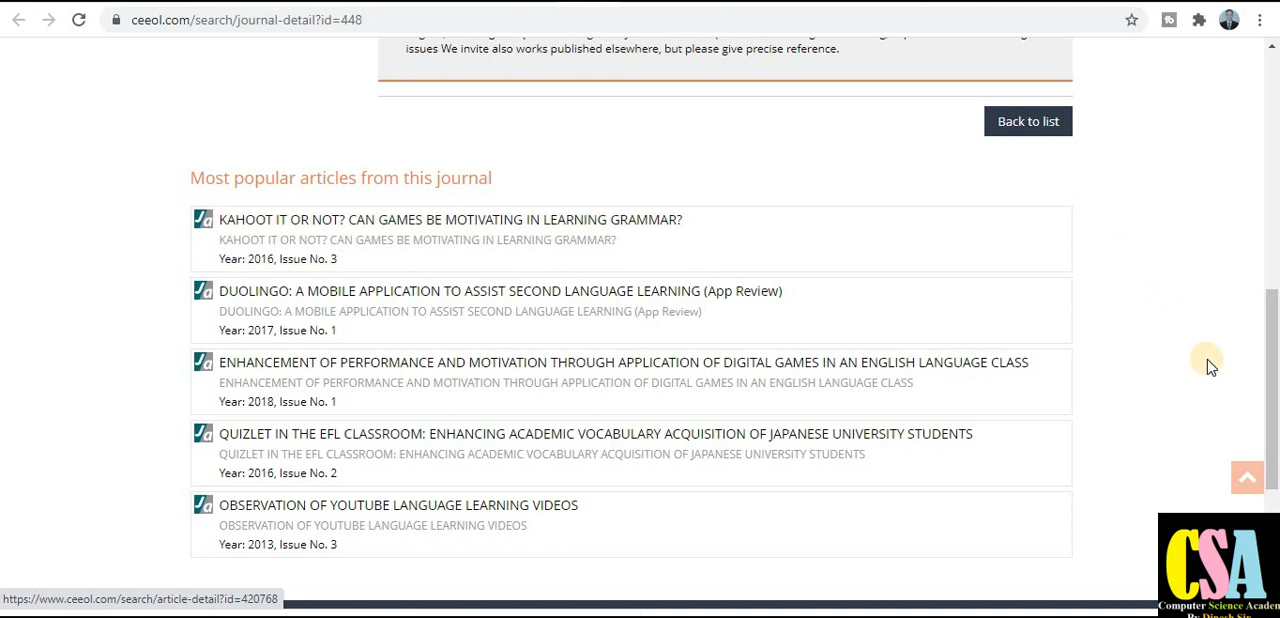 ceeol.com/search/journal-detail?id=448
issues We invite also works published elsewhere, but please give precise reference.
Back to list
Most popular articles from this journal
KAHOOT IT OR NOT? CAN GAMES BE MOTIVATING IN LEARNING GRAMMAR?
KAHOOT IT OR NOT? CAN GAMES BE MOTIVATING IN LEARNING GRAMMAR?
Year: 2016, Issue No. 3
DUOLINGO: A MOBILE APPLICATION TO ASSIST SECOND LANGUAGE LEARNING (App Review)
DUOLINGO: A MOBILE APPLICATION TO ASSIST SECOND LANGUAGE LEARNING (App Review)
Year: 2017, Issue No. 1
ENHANCEMENT OF PERFORMANCE AND MOTIVATION THROUGH APPLICATION OF DIGITAL GAMES IN AN ENGLISH LANGUAGE CLASS
ENHANCEMENT OF PERFORMANCE AND MOTIVATION THROUGH APPLICATION OF DIGITAL GAMES IN AN ENGLISH LANGUAGE CLASS
Year: 2018, Issue No. 1
QUIZLET IN THE EFL CLASSROOM: ENHANCING ACADEMIC VOCABULARY ACQUISITION OF JAPANESE UNIVERSITY STUDENTS
QUIZLET IN THE EFL CLASSROOM: ENHANCING ACADEMIC VOCABULARY ACQUISITION OF JAPANESE UNIVERSITY STUDENTS
Year: 2016, Issue No. 2
OBSERVATION OF YOUTUBE LANGUAGE LEARNING VIDEOS
OBSERVATION OF YOUTUBE LANGUAGE LEARNING VIDEOS
Year: 2013, Issue No. 3
https://www.ceeol.com/search/article-detail?id=420768
CSA
Computer Science Academ
By Dinesh Sir